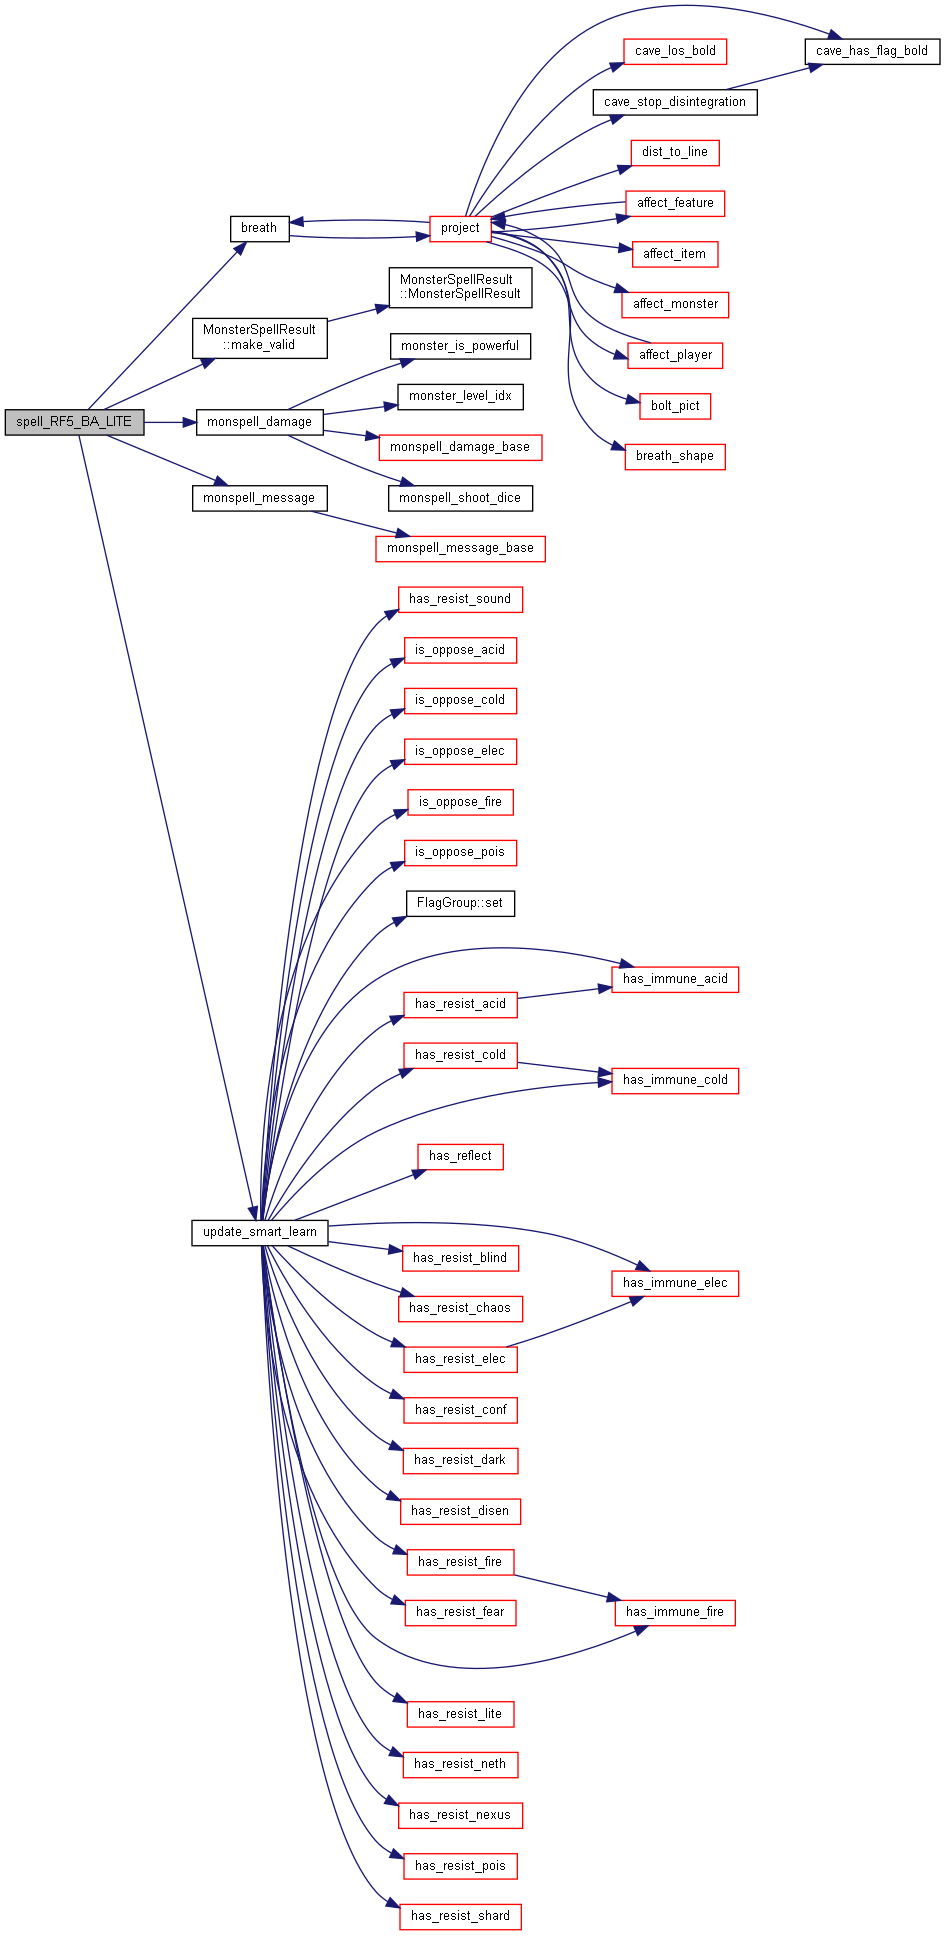 cave_los_bold
cave_has_flag_bold
cave_stop_disintegration
dist_to_line
affect_feature
breath
project
affect_item
MonsterSpellResult
::MonsterSpellResult
affect_monster
MonsterSpellResult
::make_valid
monster_is_powerful
affect_player
monster_level_idx
bolt_pict
spell_RF5_BA_LITE
monspell_damage
monspell_damage_base
breath_shape
monspell_message
monspell_shoot_dice
monspell_message_base
has_resist_sound
is_oppose_acid
is_oppose_cold
is_oppose_elec
is_oppose_fire
is_oppose_pois
FlagGroup::set
has_immune_acid
has_resist_acid
has_resist_cold
has_immune_cold
has_reflect
update_smart_learn
has_resist_blind
has_immune_elec
has_resist_chaos
has_resist_elec
has_resist_conf
has_resist_dark
has_resist_disen
has_resist_fire
has_resist_fear
has_immune_fire
has_resist_lite
has_resist_neth
has_resist_nexus
has_resist_pois
has_resist_shard